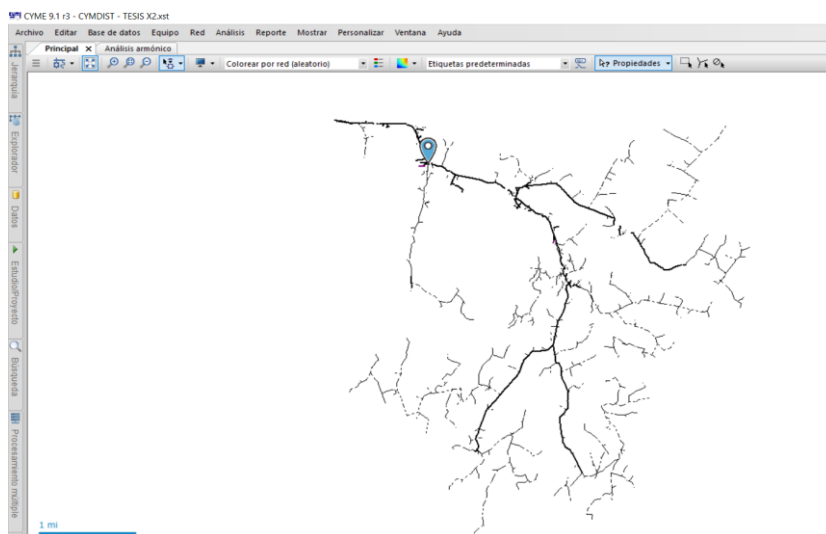 CYME 9.1 r3 - CYMDIST - TESIS X2.xst
Archivo Editar Base de datos Equipo Red Análisis Reporte Mostrar Personalizar Ventana Ayuda
Principal X Análisis armónico
Colorear por red (aleatorio) Etiquetas predeterminadas Propiedades
Jerarquía
Explorador
Datos
Estudio/Proyecto
Búsqueda
Procesamiento múltiple
1 mi